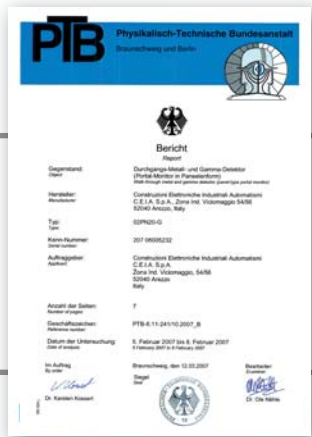 PTB
Physikalisch-Technische Bundesanstalt
Braunschweig und Berlin
Bericht
Report
Gegenstand:
Object
Durchgangs-Metall- und Gamma-Detektor
(Portal-Monitor in Paneelenform)
Walk-through metal and gamma detector (panel-type portal monitor)
Hersteller:
Manufacturer
Costruzioni Elettroniche Industriali Automatismi
C.E.I.A. S.p.A., Zona Ind. Viciomaggio 54/56
52040 Arezzo, Italy
Typ:
Type
02PN20-G
Kenn-Nummer:
Serial number
207 06005232
Auftraggeber:
Applicant
Costruzioni Elettroniche Industriali Automatismi
C.E.I.A. S.p.A.
Zona Ind. Viciomaggio, 54/56
52040 Arezzo
Italy
Anzahl der Seiten:
Number of pages
7
Geschäftszeichen:
Reference number
PTB-6.11-241/10.2007_B
Datum der Untersuchung:
Date of analysis
5. Februar 2007 bis 8. Februar 2007
5 February 2007 to 8 February 2007
Im Auftrag
By order
Braunschweig, den 12.03.2007
Siegel
Seal
Bearbeiter:
Examiner
Dr. Karsten Kossert
Dr. Ole Nähle